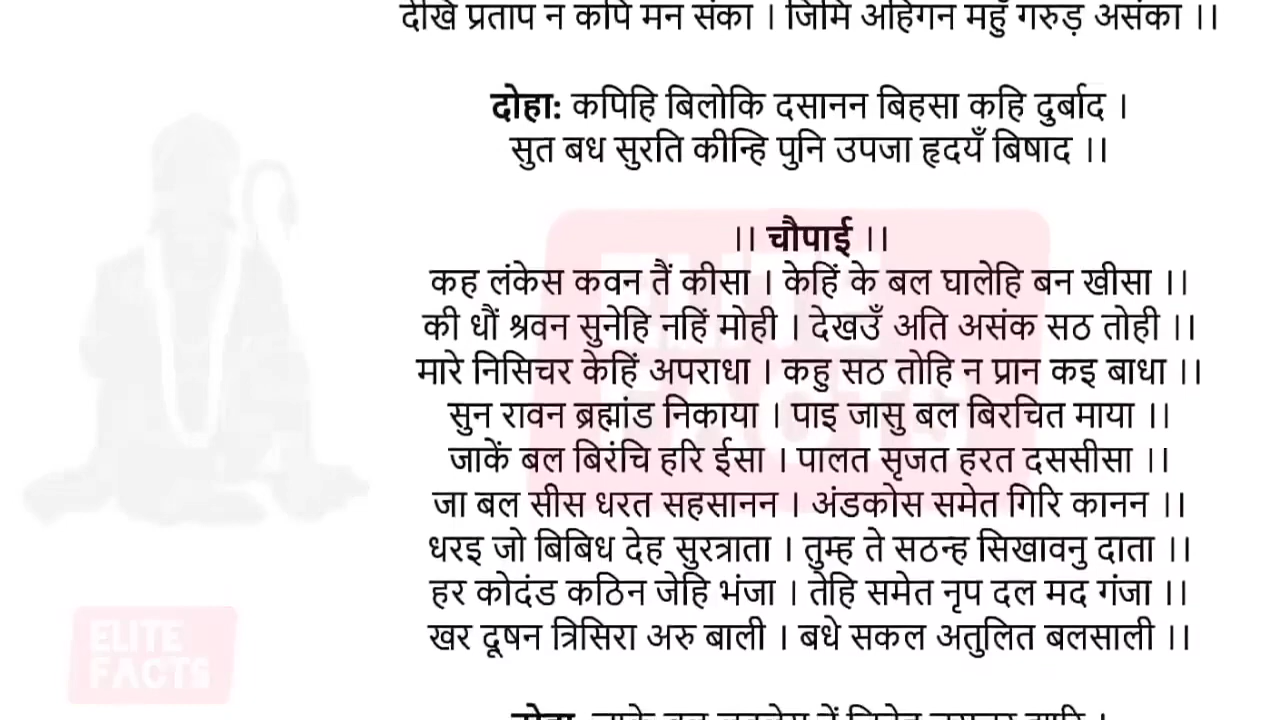 देखि प्रताप न कपि मन संका । जिमि अहिगन महुँ गरुड़ असंका ।।
दोहा: कपिहि बिलोकि दसानन बिहसा कहि दुर्बाद ।
सुत बध सुरति कीन्हि पुनि उपजा हृदयँ बिषाद ।।
।। चौपाई ।।
कह लंकेस कवन तैं कीसा । केहिं के बल घालेहि बन खीसा ।।
की धौं श्रवन सुनेहि नहिं मोही । देखउँ अति असंक सठ तोही ।।
मारे निसिचर केहिं अपराधा । कहु सठ तोहि न प्रान कइ बाधा ।।
सुन रावन ब्रह्मांड निकाया । पाइ जासु बल बिरचित माया ।।
जाकें बल बिरंचि हरि ईसा । पालत सृजत हरत दससीसा ।।
जा बल सीस धरत सहसानन । अंडकोस समेत गिरि कानन ।।
धरइ जो बिबिध देह सुरत्राता । तुम्ह ते सठन्ह सिखावनु दाता ।।
हर कोदंड कठिन जेहि भंजा । तेहि समेत नृप दल मद गंजा ।।
खर दूषन त्रिसिरा अरु बाली । बधे सकल अतुलित बलसाली ।।
ELITE
FACTS
ELITE
FACTS